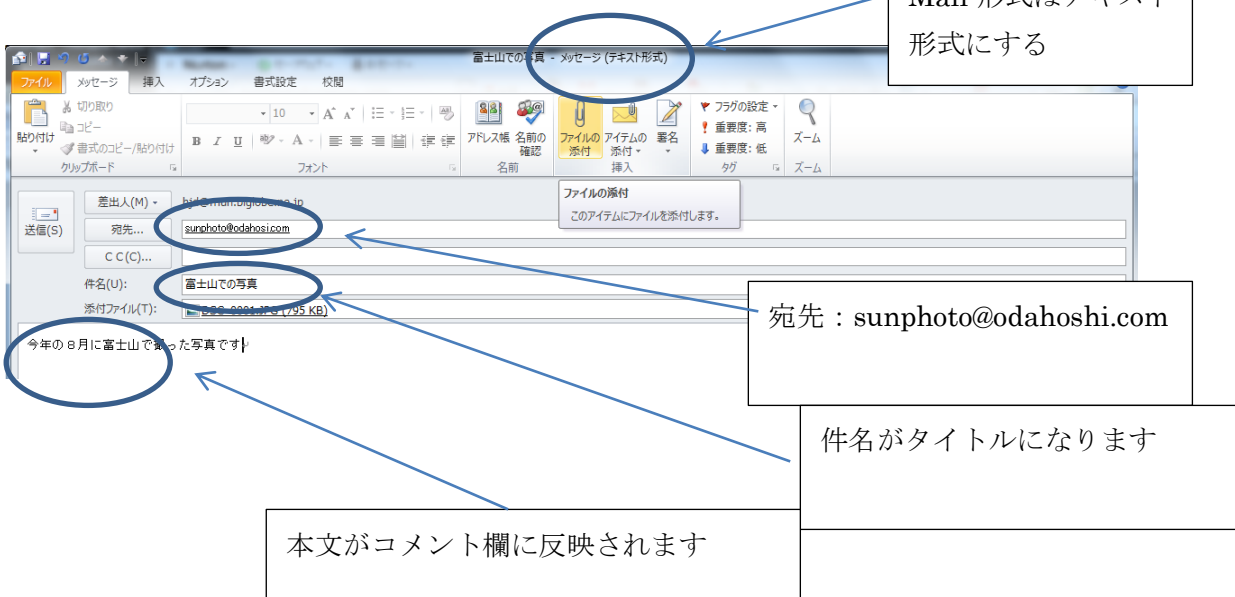 形式にする
富士山での写真 - メッセージ (テキスト形式)
ファイル メッセージ 挿入 オプション 書式設定 校閲
貼り付け
切り取り
コピー
書式のコピー/貼り付け
クリップボード
10
B I U
フォント
アドレス帳 名前の確認
名前
ファイルの添付 アイテムの添付 署名
挿入
フラグの設定
重要度: 高
重要度: 低
タグ
ズーム
ズーム
ファイルの添付
このアイテムにファイルを添付します。
送信(S)
差出人(M)
宛先... sunphoto@odahosi.com
C C (C)...
件名(U): 富士山での写真
添付ファイル(T): (795 KB)
今年の8月に富士山で撮った写真です
宛先：sunphoto@odahoshi.com
件名がタイトルになります
本文がコメント欄に反映されます